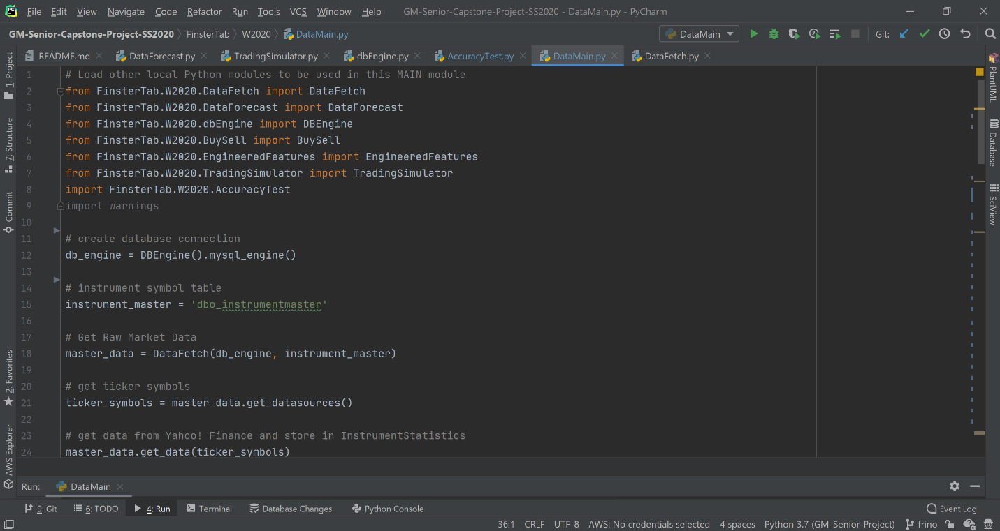 PC File Edit View Navigate Code Refactor Run Tools VCS Window Help GM-Senior-Capstone-Project-SS2020 - DataMain.py - PyCharm
GM-Senior-Capstone-Project-SS2020 FinsterTab W2020 DataMain.py DataMain Git:
README.md DataForecast.py TradingSimulator.py dbEngine.py AccuracyTest.py DataMain.py DataFetch.py
1: Project
7: Structure
Commit
2: Favorites
AWS Explorer
1 # Load other local Python modules to be used in this MAIN module
2 from FinsterTab.W2020.DataFetch import DataFetch
3 from FinsterTab.W2020.DataForecast import DataForecast
4 from FinsterTab.W2020.dbEngine import DBEngine
5 from FinsterTab.W2020.BuySell import BuySell
6 from FinsterTab.W2020.EngineeredFeatures import EngineeredFeatures
7 from FinsterTab.W2020.TradingSimulator import TradingSimulator
8 import FinsterTab.W2020.AccuracyTest
9 import warnings
10
11 # create database connection
12 db_engine = DBEngine().mysql_engine()
13
14 # instrument symbol table
15 instrument_master = 'dbo_instrumentmaster'
16
17 # Get Raw Market Data
18 master_data = DataFetch(db_engine, instrument_master)
19
20 # get ticker symbols
21 ticker_symbols = master_data.get_datasources()
22
23 # get data from Yahoo! Finance and store in InstrumentStatistics
24 master_data.get_data(ticker_symbols)
PlantUML
Database
SciView
Run: DataMain
9: Git 6: TODO 4: Run Terminal Database Changes Python Console Event Log
36:1 CRLF UTF-8 AWS: No credentials selected 4 spaces Python 3.7 (GM-Senior-Project) frino